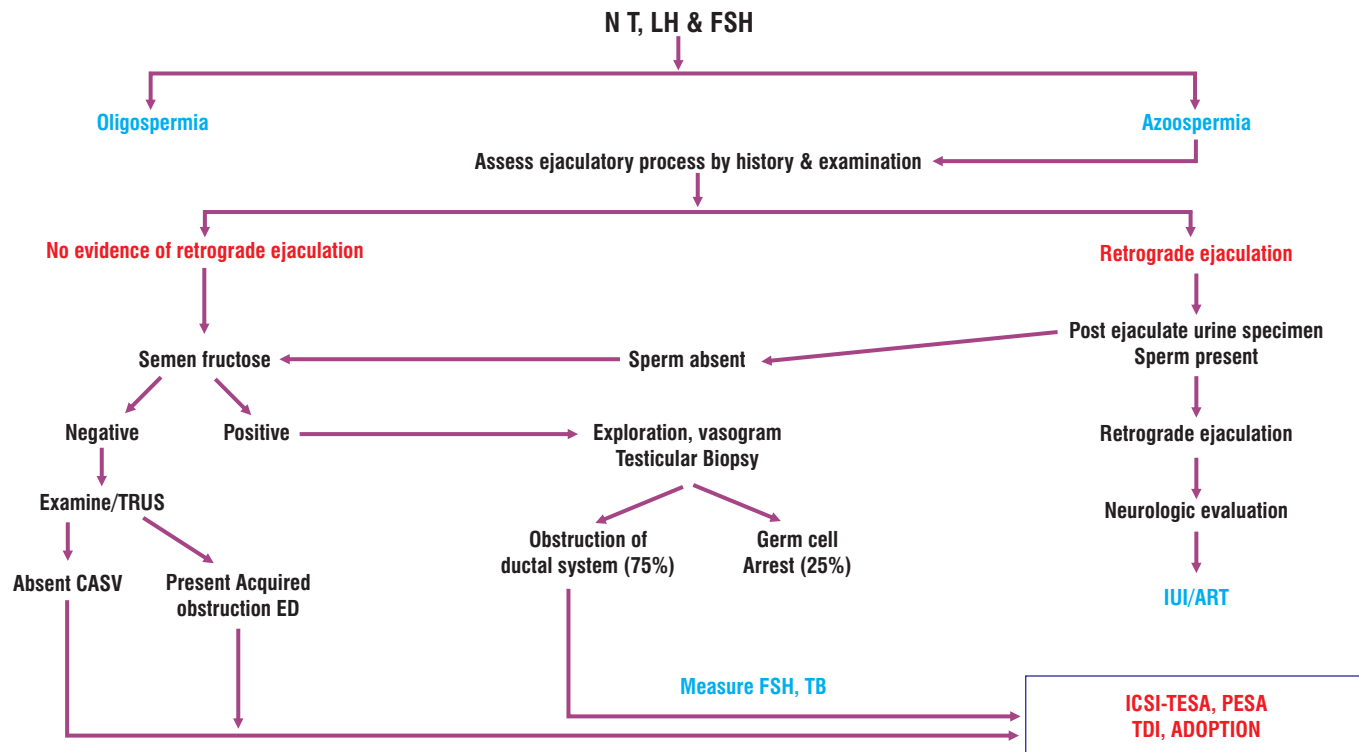 N T, LH & FSH
Oligospermia
Azoospermia
Assess ejaculatory process by history & examination
No evidence of retrograde ejaculation
Retrograde ejaculation
Post ejaculate urine specimen
Sperm present
Semen fructose
Sperm absent
Negative
Positive
Exploration, vasogram
Testicular Biopsy
Retrograde ejaculation
Examine/TRUS
Neurologic evaluation
Obstruction of
ductal system (75%)
Germ cell
Arrest (25%)
Absent CASV
Present Acquired
obstruction ED
IUI/ART
Measure FSH, TB
ICSI-TESA, PESA
TDI, ADOPTION